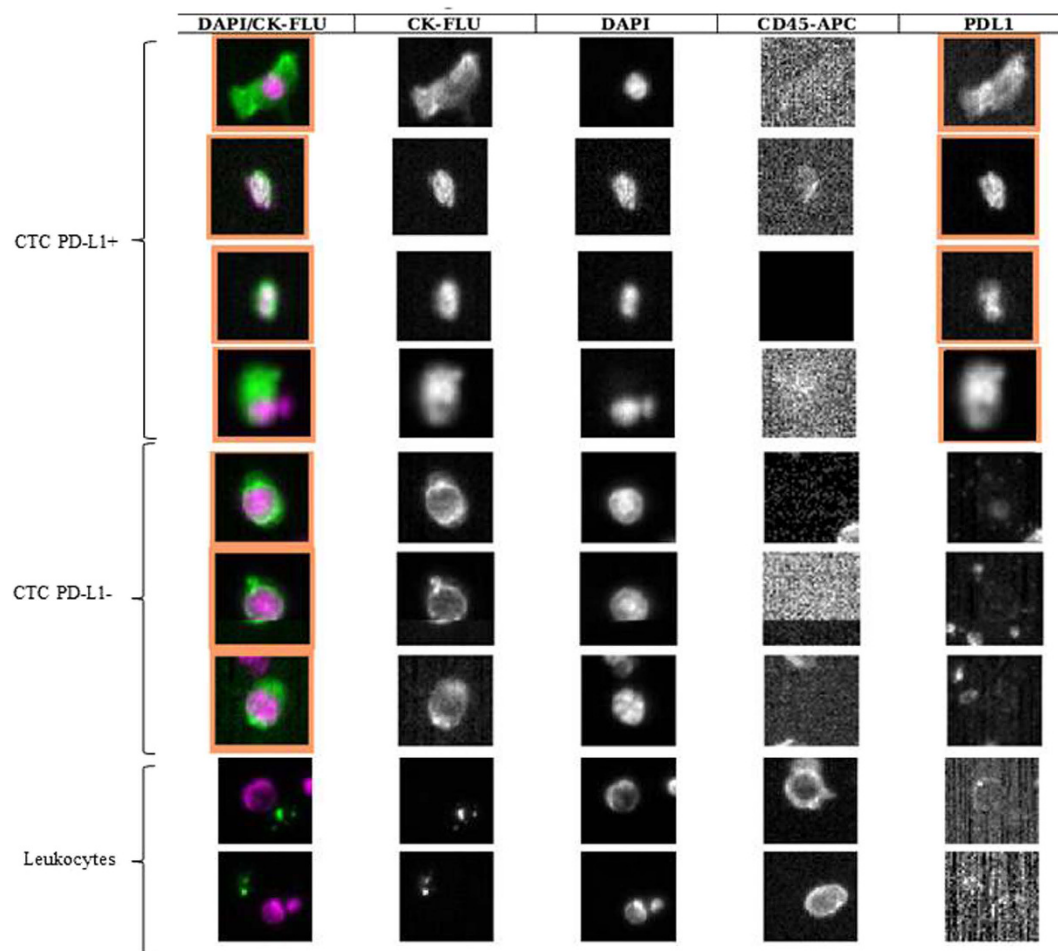 DAPI/CK-FLU CK-FLU DAPI CD45-APC PDL1
CTC PD-L1+
CTC PD-L1-
Leukocytes